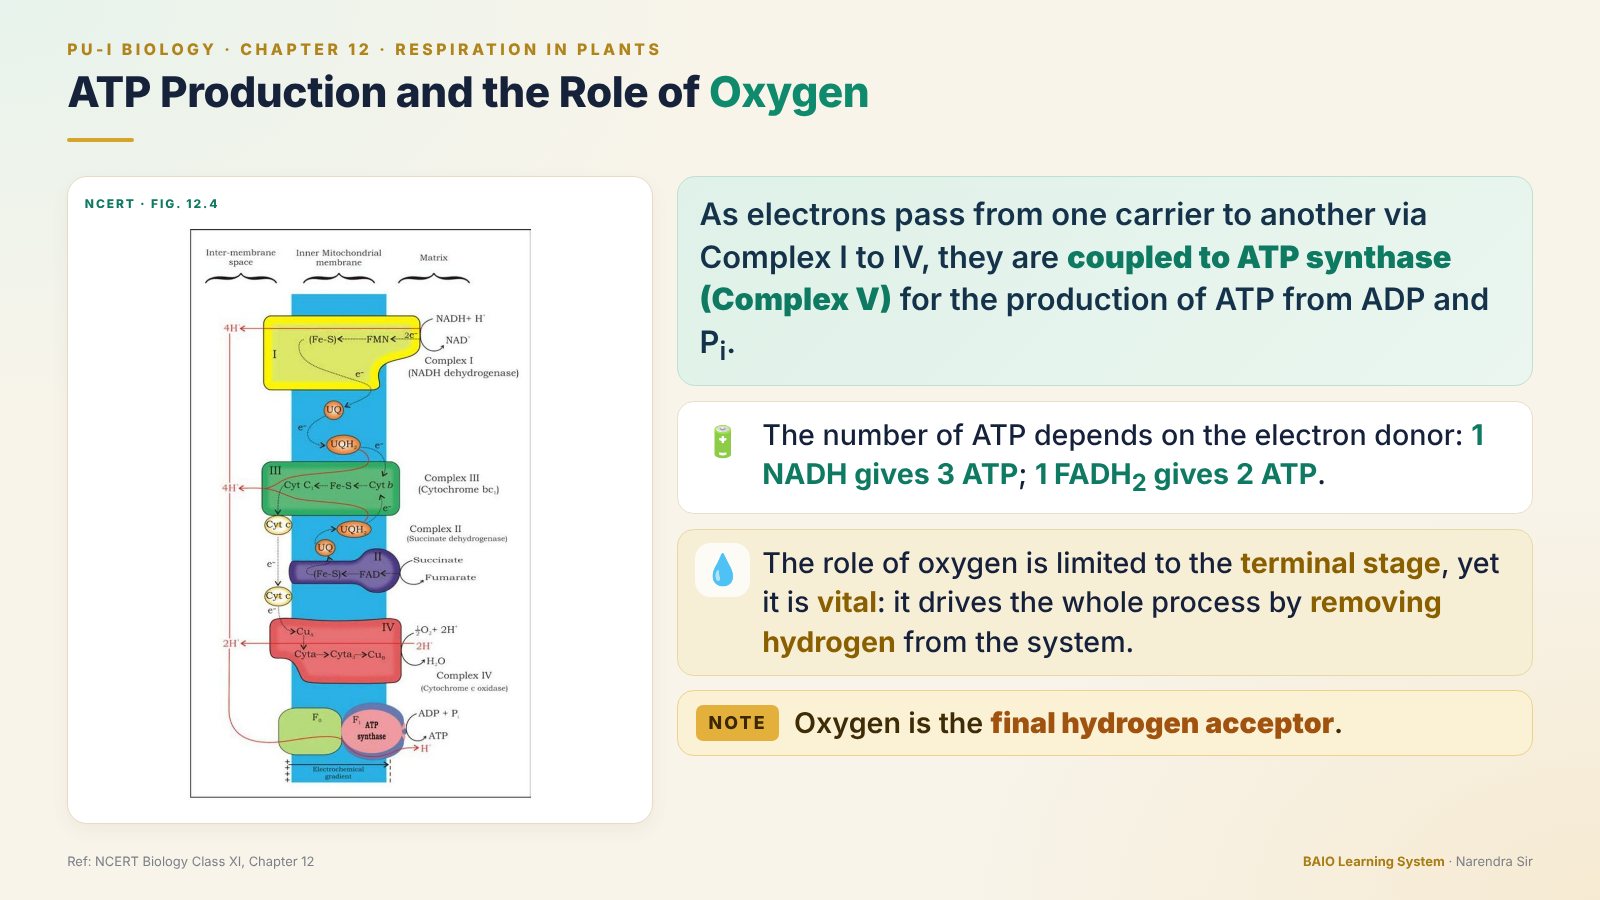 PU-I BIOLOGY · CHAPTER 12 · RESPIRATION IN PLANTS
ATP Production and the Role of Oxygen
NCERT · FIG. 12.4
Inter-membrane space
Inner Mitochondrial membrane
Matrix
4H⁺
NADH+ H⁺
(Fe-S) FMN 2e⁻
NAD⁺
I
Complex I
(NADH dehydrogenase)
e⁻
UQ
e⁻
UQH₂
e⁻
III
4H⁺
Cyt C₁ Fe-S Cyt b
Complex III
(Cytochrome bc₁)
e⁻
Cyt c
UQH₂
Complex II
(Succinate dehydrogenase)
UQ
II
e⁻
Succinate
(Fe-S) FAD
Fumarate
Cyt c
e⁻
IV
Cu
½O₂+ 2H⁺
2H⁺
2H⁺
Cyta Cyta₃ Cu
H₂O
Complex IV
(Cytochrome c oxidase)
F₀
F₁
ATP synthase
ADP + Pᵢ
ATP
H⁺
Electrochemical gradient
As electrons pass from one carrier to another via
Complex I to IV, they are coupled to ATP synthase
(Complex V) for the production of ATP from ADP and
Pᵢ.
The number of ATP depends on the electron donor: 1
NADH gives 3 ATP; 1 FADH₂ gives 2 ATP.
The role of oxygen is limited to the terminal stage, yet
it is vital: it drives the whole process by removing
hydrogen from the system.
NOTE Oxygen is the final hydrogen acceptor.
Ref: NCERT Biology Class XI, Chapter 12
BAIO Learning System · Narendra Sir